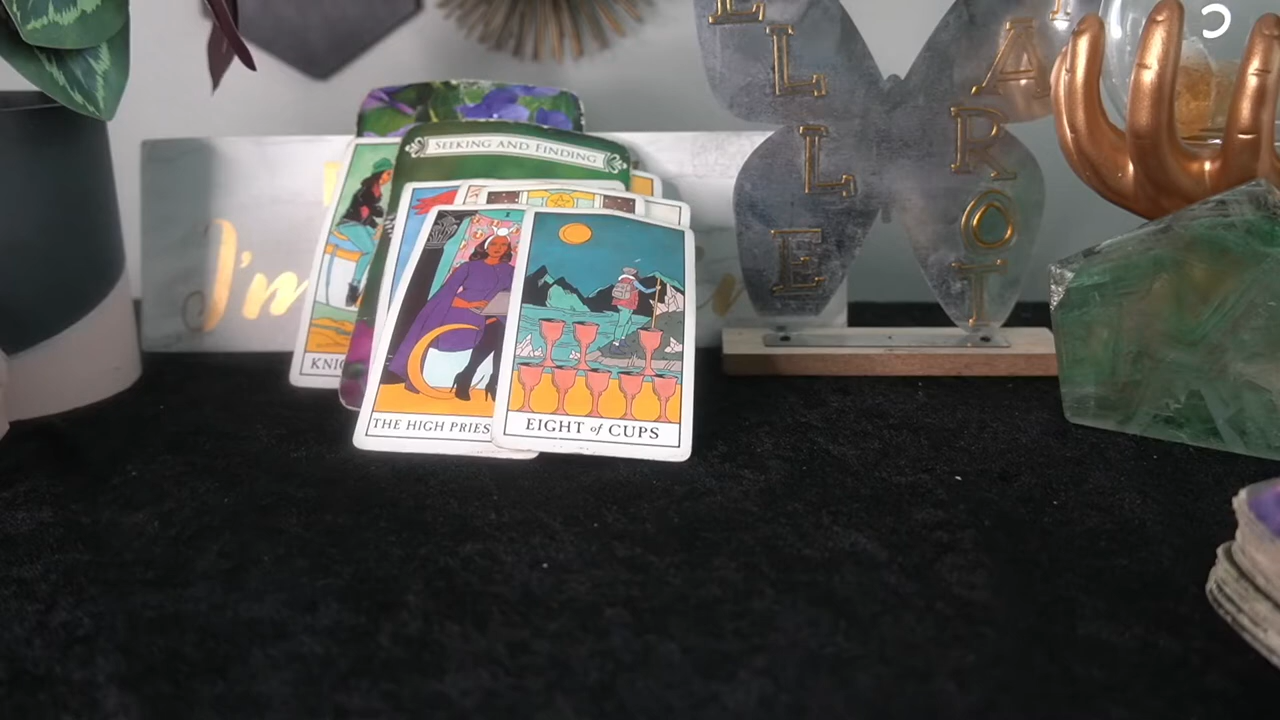 SEEKING AND FINDING
I'm
KNIG
THE HIGH PRIES
EIGHT of CUPS
ELLE
TAROT